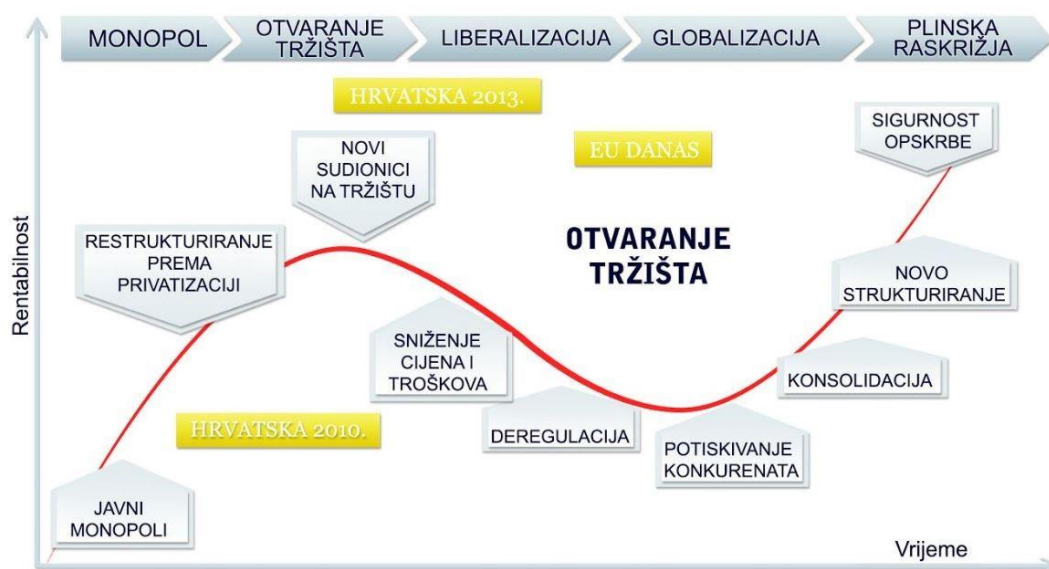 MONOPOL
OTVARANJE
TRŽIŠTA
LIBERALIZACIJA
GLOBALIZACIJA
PLINSKA
RASKRIŽJA
HRVATSKA 2013.
EU DANAS
SIGURNOST
OPSKRBE
NOVI
SUDIONICI
NA TRŽIŠTU
OTVARANJE
TRŽIŠTA
RESTRUKTURIRANJE
PREMA
PRIVATIZACIJI
NOVO
STRUKTURIRANJE
Rentabilnost
SNIŽENJE
CIJENA I
TROŠKOVA
KONSOLIDACIJA
HRVATSKA 2010.
DEREGULACIJA
POTISKIVANJE
KONKURENATA
JAVNI
MONOPOLI
Vrijeme